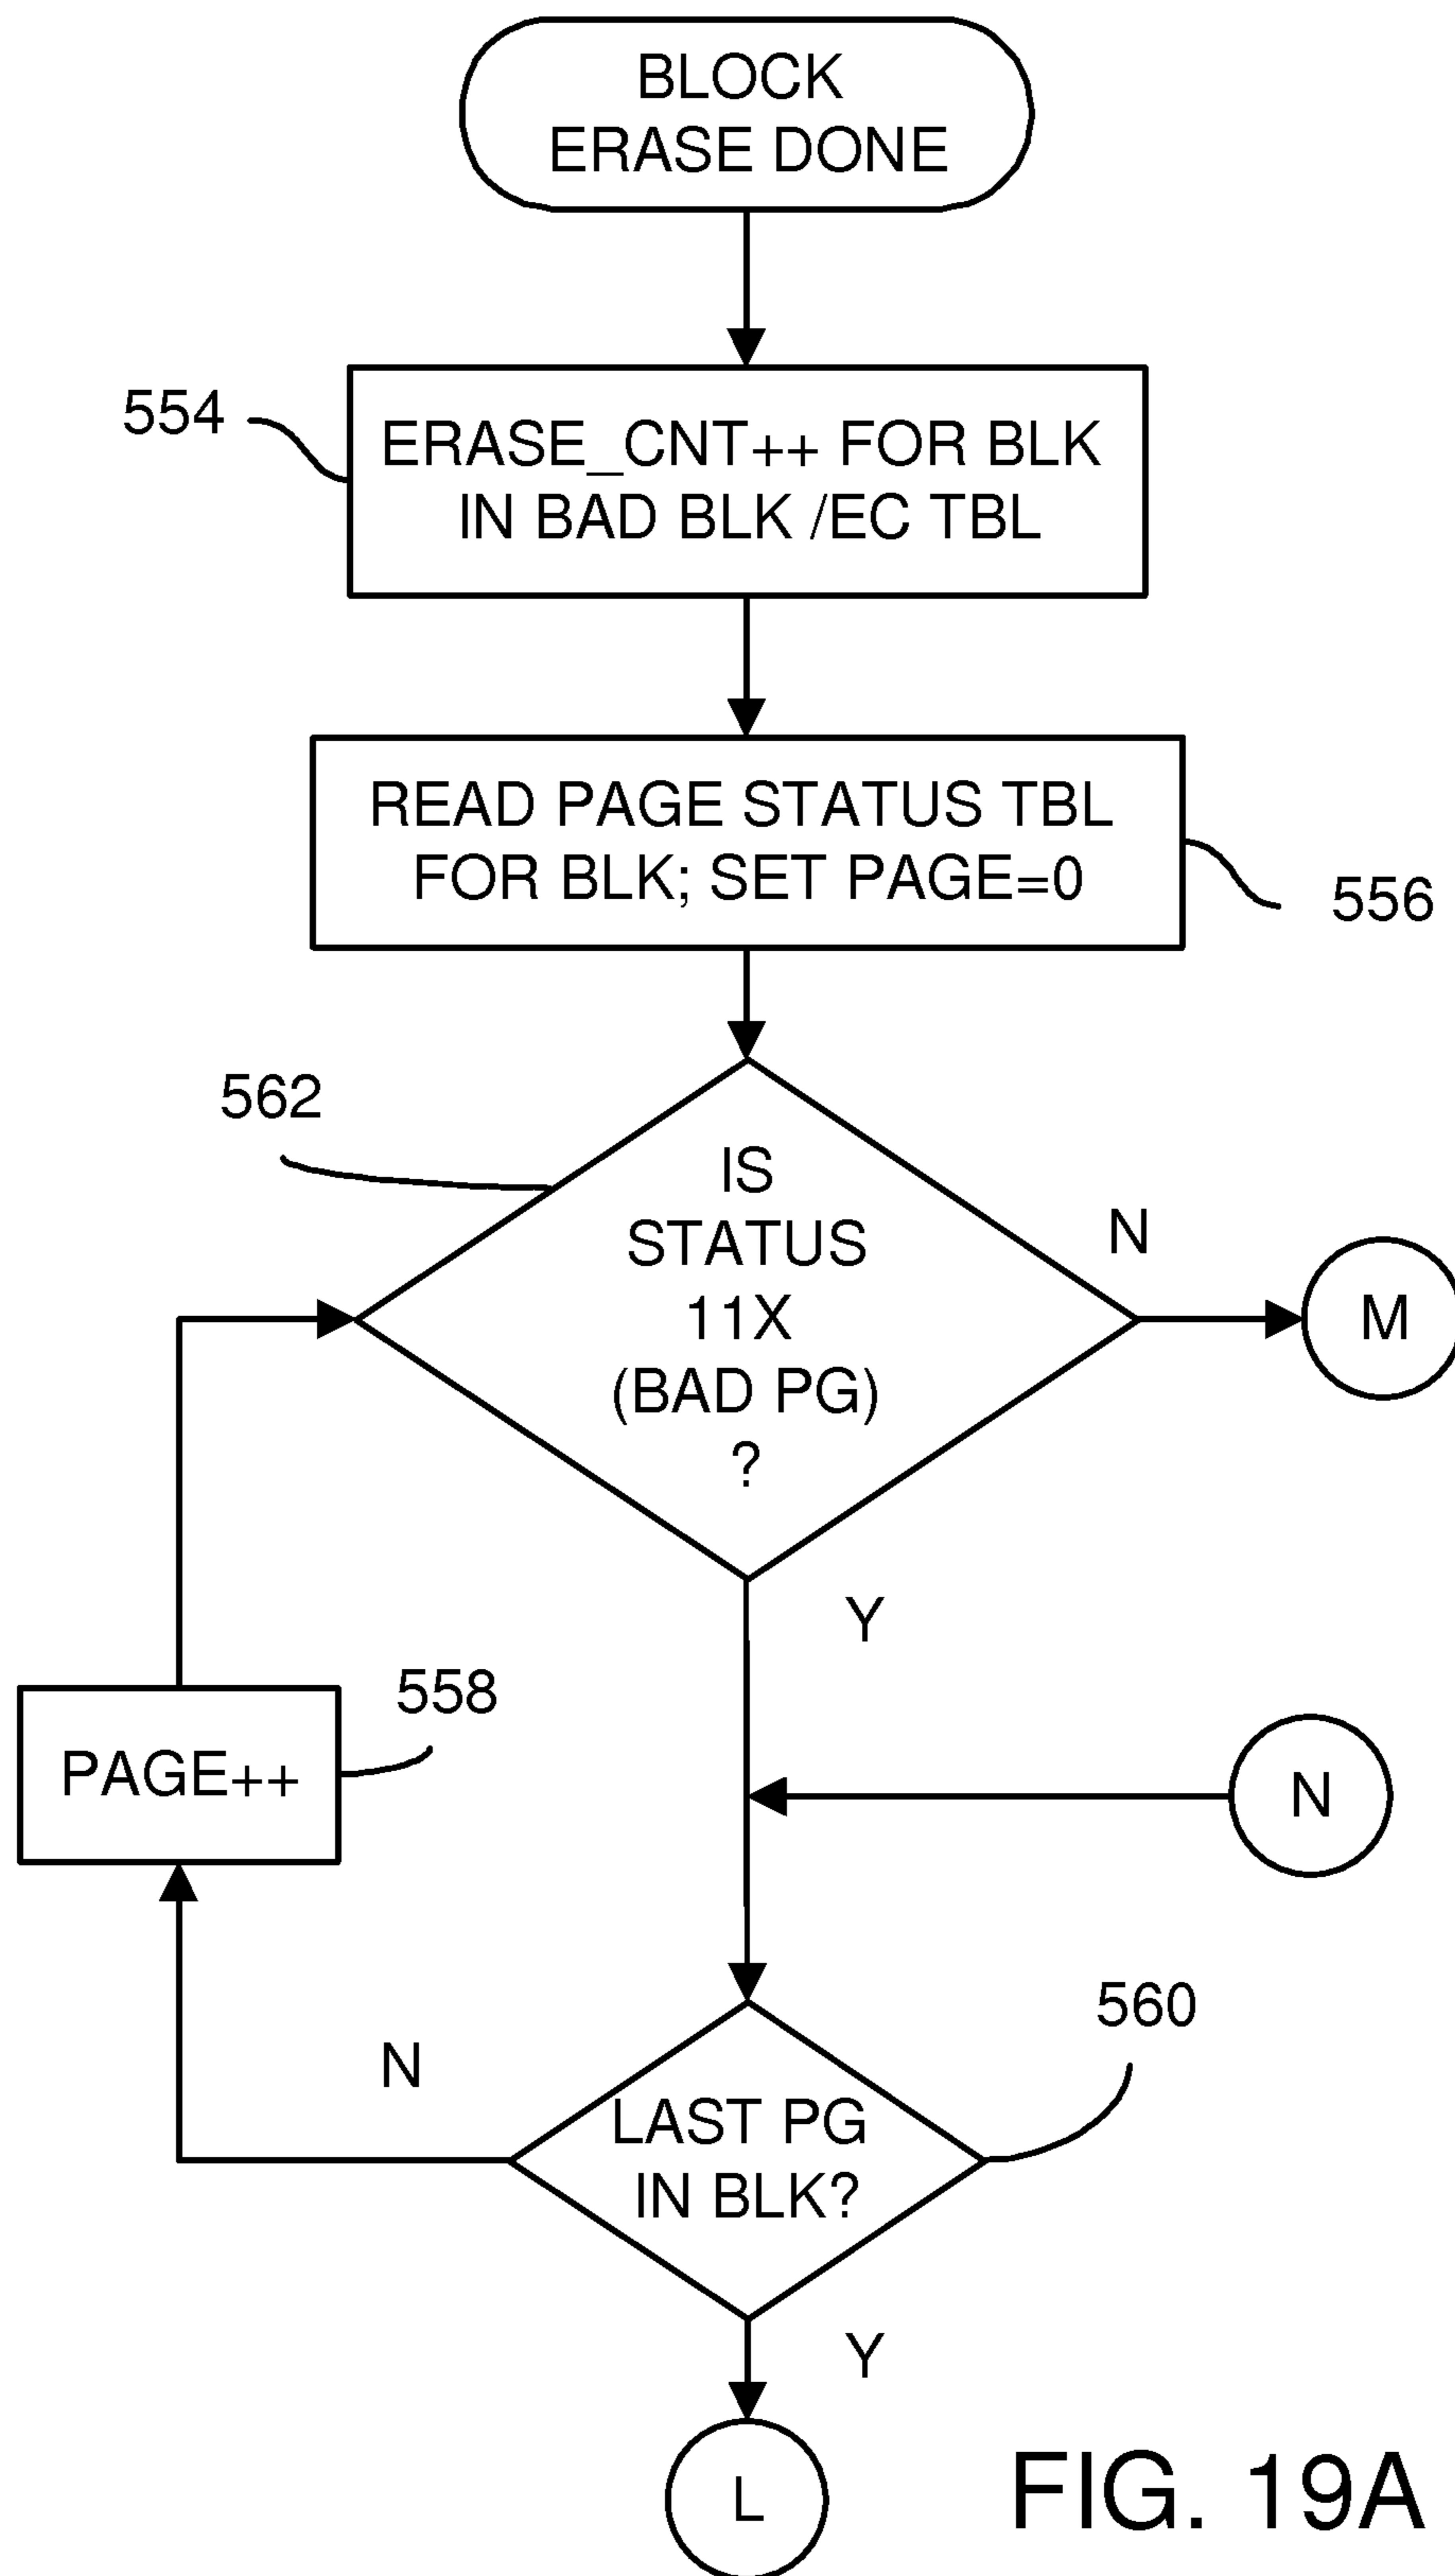 BLOCK
ERASE DONE
554
ERASE_CNT++ FOR BLK
IN BAD BLK /EC TBL
READ PAGE STATUS TBL
FOR BLK; SET PAGE=0
556
562
IS
STATUS
11X
(BAD PG)
?
N
M
Y
558
PAGE++
N
560
N
LAST PG
IN BLK?
Y
L
FIG. 19A